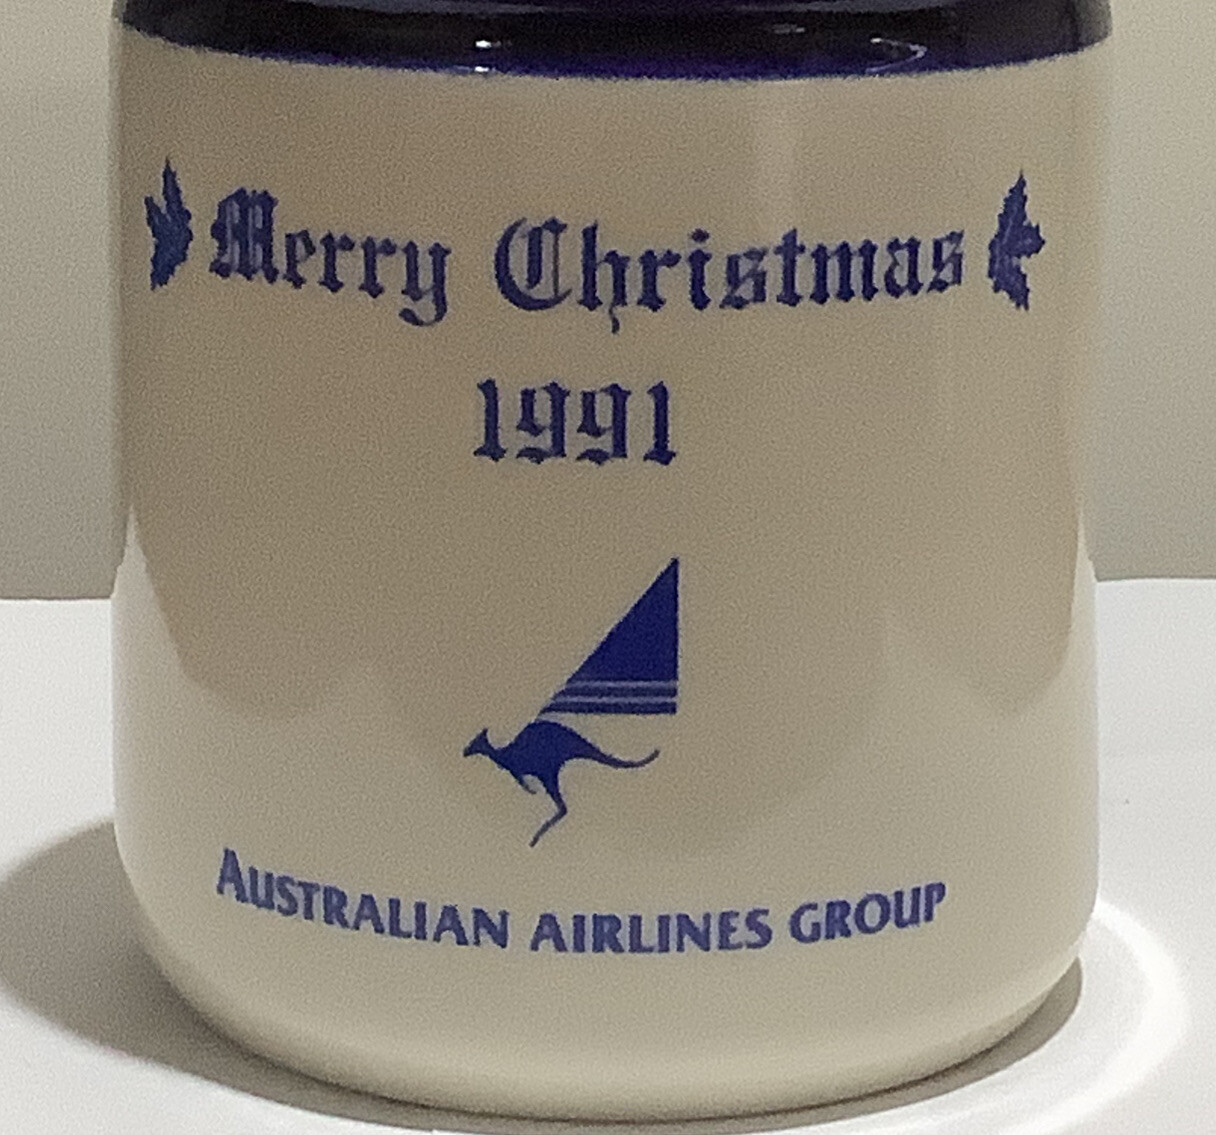 Merry Christmas
1991
AUSTRALIAN AIRLINES GROUP